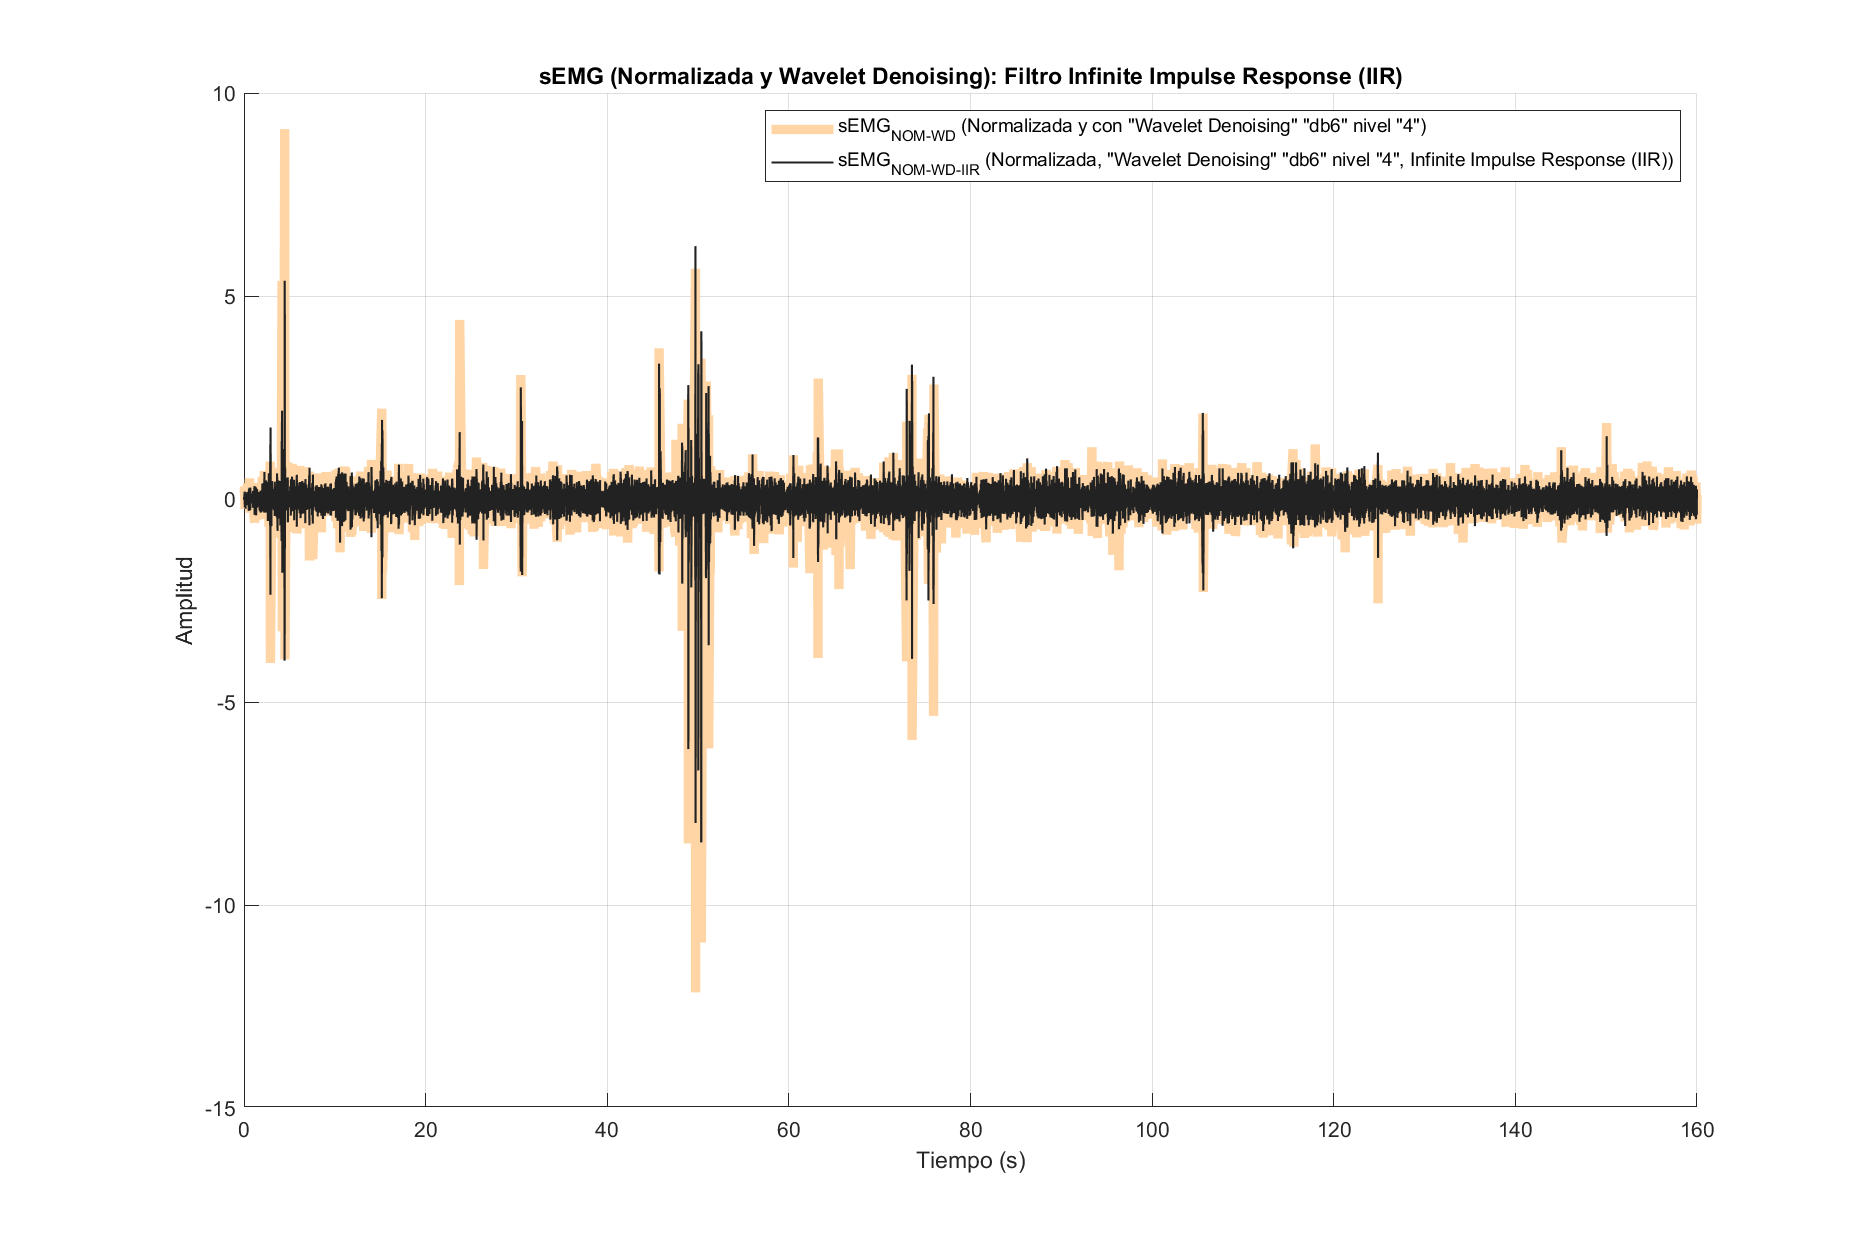 sEMG (Normalizada y Wavelet Denoising): Filtro Infinite Impulse Response (IIR)
sEMG_NOM-WD (Normalizada y con "Wavelet Denoising" "db6" nivel "4")
sEMG_NOM-WD-IIR (Normalizada, "Wavelet Denoising" "db6" nivel "4", Infinite Impulse Response (IIR))
10
5
0
-5
-10
-15
Amplitud
0 20 40 60 80 100 120 140 160
Tiempo (s)